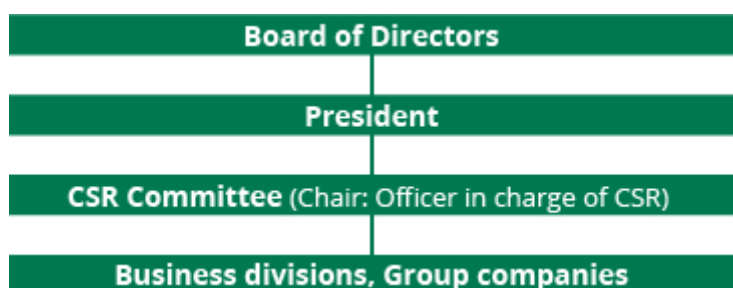 Board of Directors
President
CSR Committee (Chair: Officer in charge of CSR)
Business divisions, Group companies